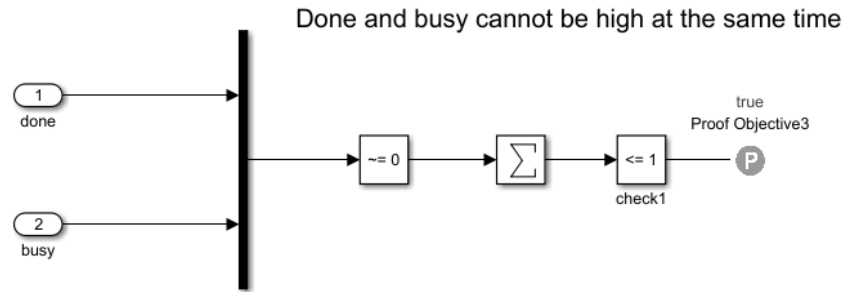 Done and busy cannot be high at the same time
1
done
~= 0
∑
<= 1
check1
true
Proof Objective3
P
2
busy